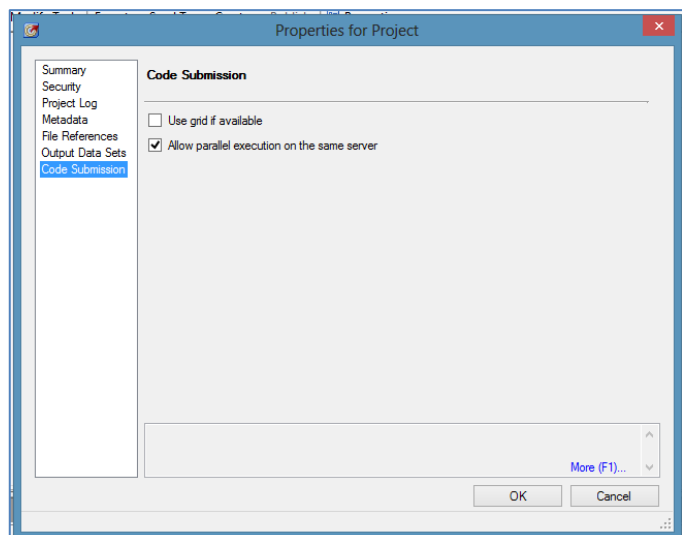 Properties for Project
Summary
Security
Project Log
Metadata
File References
Output Data Sets
Code Submission
Code Submission
Use grid if available
Allow parallel execution on the same server
More (F1)...
OK
Cancel